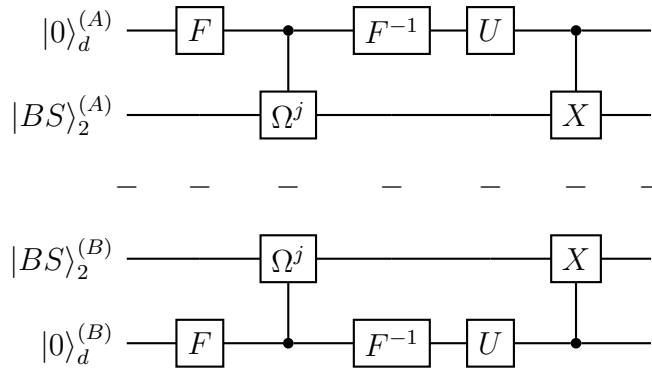 |0⟩_d^{(A)} F F^{-1} U
|BS⟩_2^{(A)} Ω^j X
|BS⟩_2^{(B)} Ω^j X
|0⟩_d^{(B)} F F^{-1} U